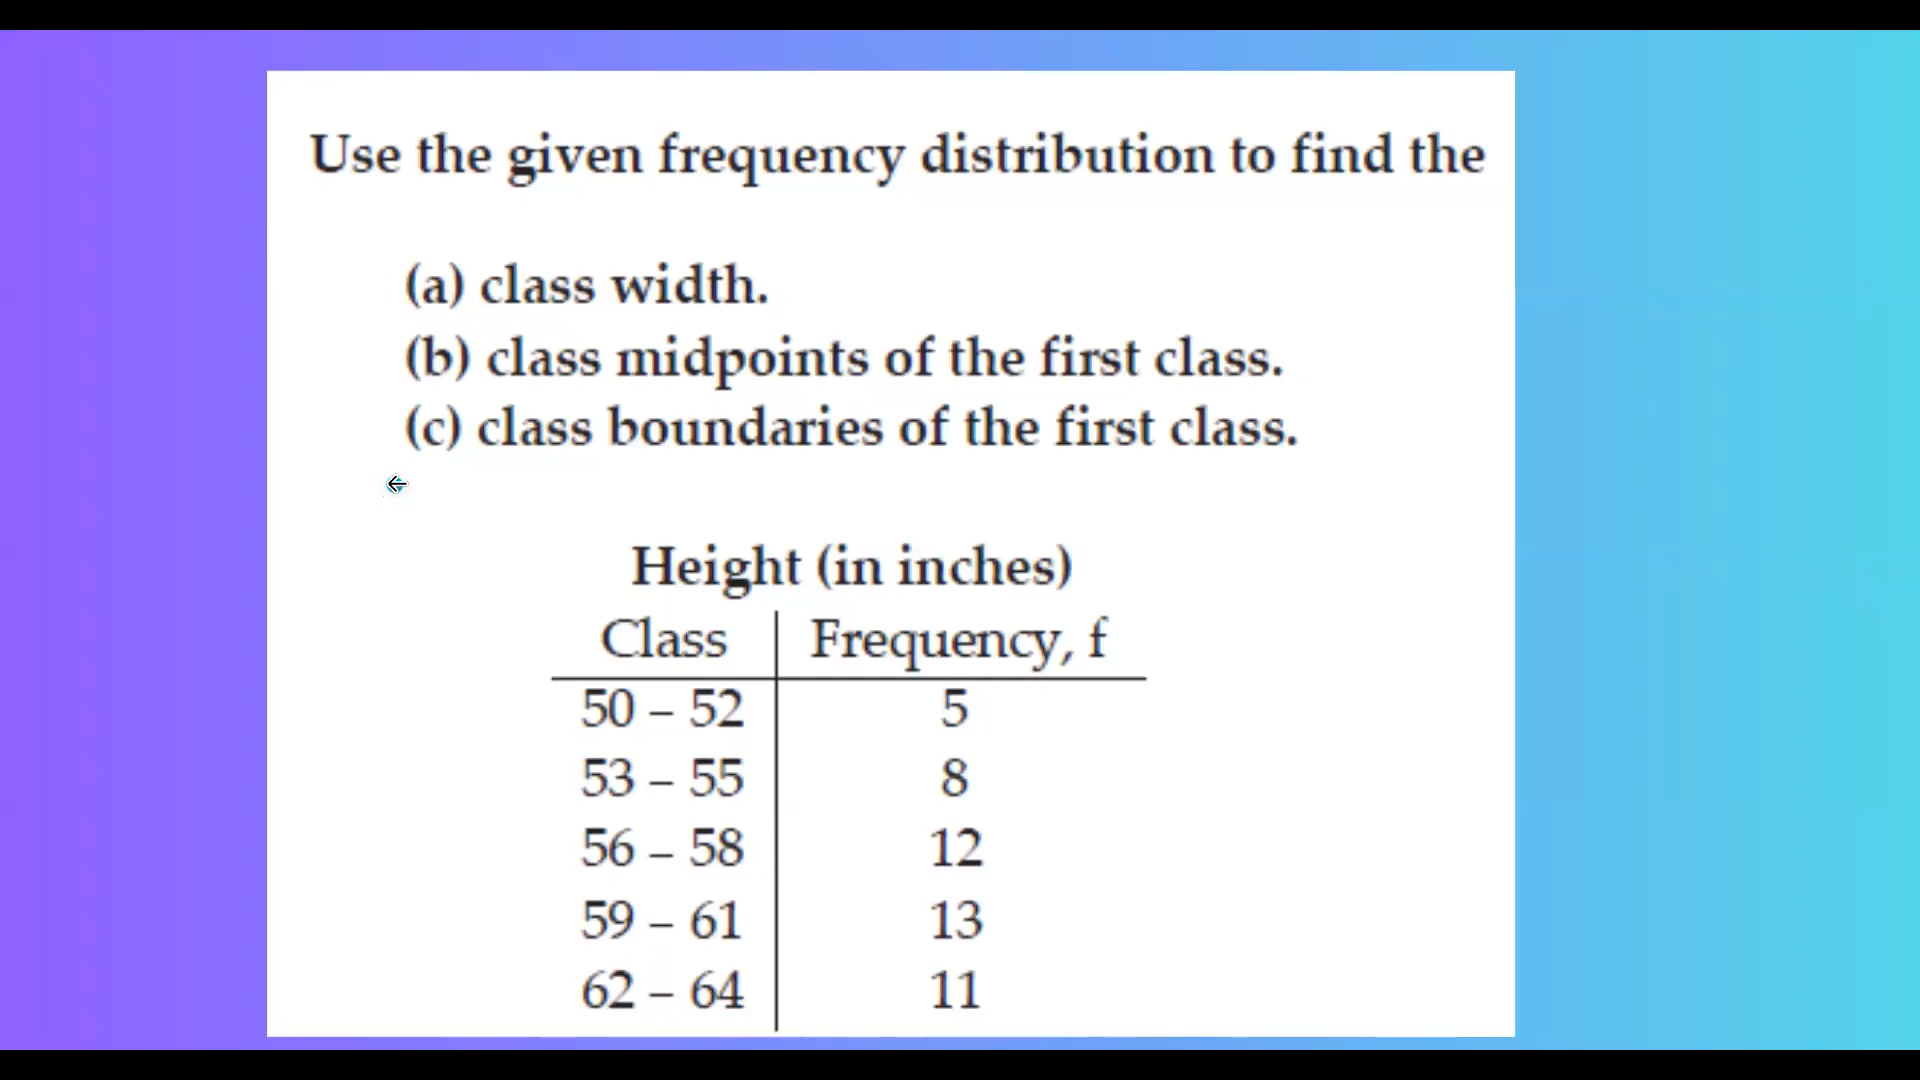 Use the given frequency distribution to find the
(a) class width.
(b) class midpoints of the first class.
(c) class boundaries of the first class.
Height (in inches)
Class Frequency, f
50 – 52 5
53 – 55 8
56 – 58 12
59 – 61 13
62 – 64 11